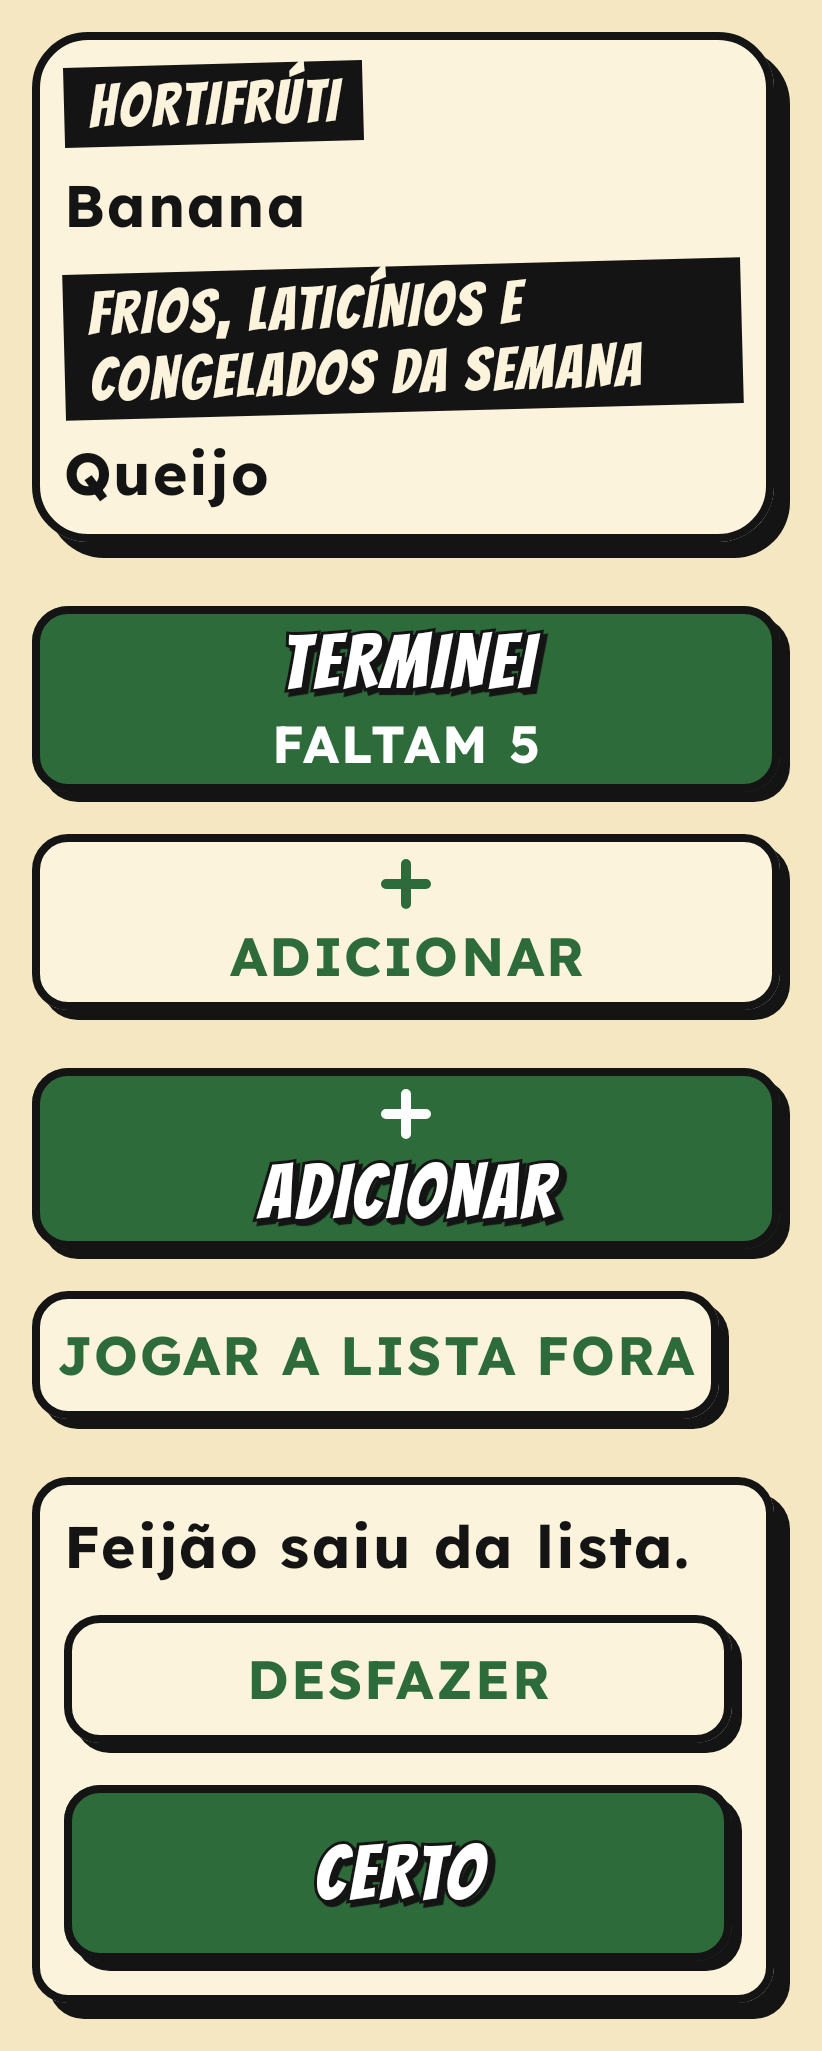 HORTIFRÚTI
Banana
FRIOS, LATICÍNIOS E
CONGELADOS DA SEMANA
Queijo
TERMINEI
FALTAM 5
+
ADICIONAR
+
ADICIONAR
JOGAR A LISTA FORA
Feijão saiu da lista.
DESFAZER
CERTO